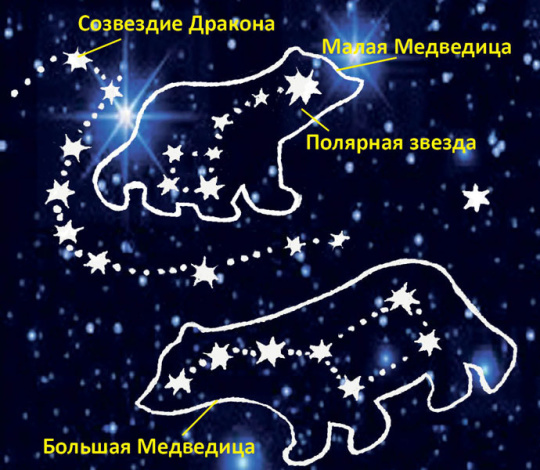 Созвездие Дракона
Малая Медведица
Полярная звезда
Большая Медведица